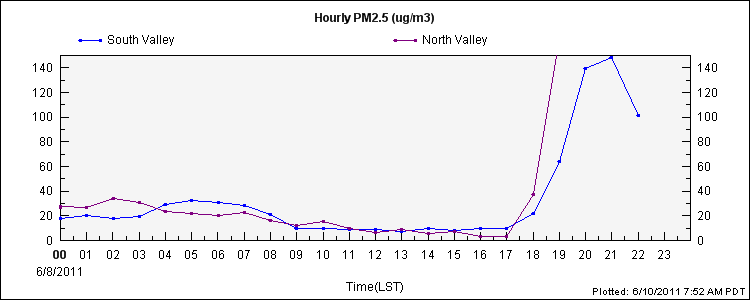 Hourly PM2.5 (ug/m3)
South Valley North Valley
140 140
120 120
100 100
80 80
60 60
40 40
20 20
0 0
00 01 02 03 04 05 06 07 08 09 10 11 12 13 14 15 16 17 18 19 20 21 22 23
6/8/2011
Time(LST)
Plotted: 6/10/2011 7:52 AM PDT